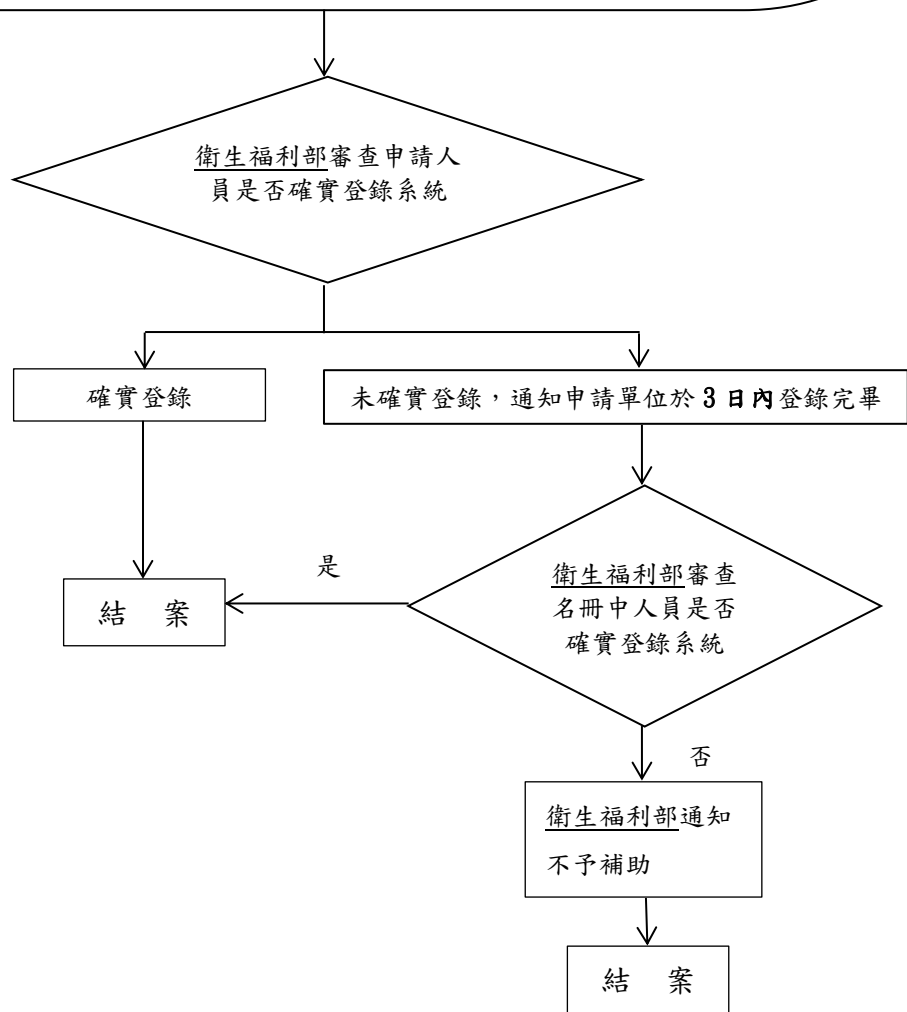 衛生福利部審查申請人
員是否確實登錄系統
確實登錄
未確實登錄，通知申請單位於 3 日內登錄完畢
是
結 案
衛生福利部審查
名冊中人員是否
確實登錄系統
否
衛生福利部通知
不予補助
結 案